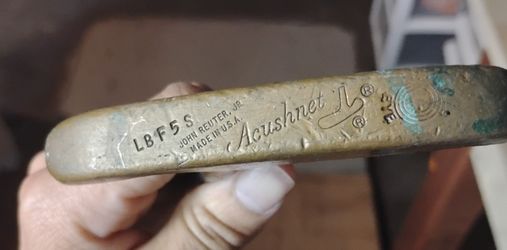 LBF5S
JOHN REUTER, JR
MADE IN U.S.A.
Acushnet ®
®